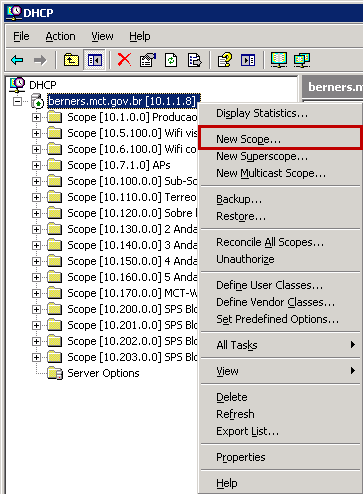 DHCP
File Action View Help
DHCP
berners.mct.gov.br [10.1.1.8]
berners.m
Scope [10.1.0.0] Producao
Scope [10.5.100.0] Wifi vis
Scope [10.6.100.0] Wifi co
Scope [10.7.1.0] APs
Scope [10.100.0.0] Sub-So
Scope [10.110.0.0] Terreo
Scope [10.120.0.0] Sobre
Scope [10.130.0.0] 2 Anda
Scope [10.140.0.0] 3 Anda
Scope [10.150.0.0] 4 Anda
Scope [10.160.0.0] 5 Anda
Scope [10.170.0.0] MCT-W
Scope [10.200.0.0] SPS Blo
Scope [10.201.0.0] SPS Blo
Scope [10.202.0.0] SPS Blo
Scope [10.203.0.0] SPS Blo
Server Options
Display Statistics...
New Scope...
New Superscope...
New Multicast Scope...
Backup...
Restore...
Reconcile All Scopes...
Unauthorize
Define User Classes...
Define Vendor Classes...
Set Predefined Options...
All Tasks
View
Delete
Refresh
Export List...
Properties
Help